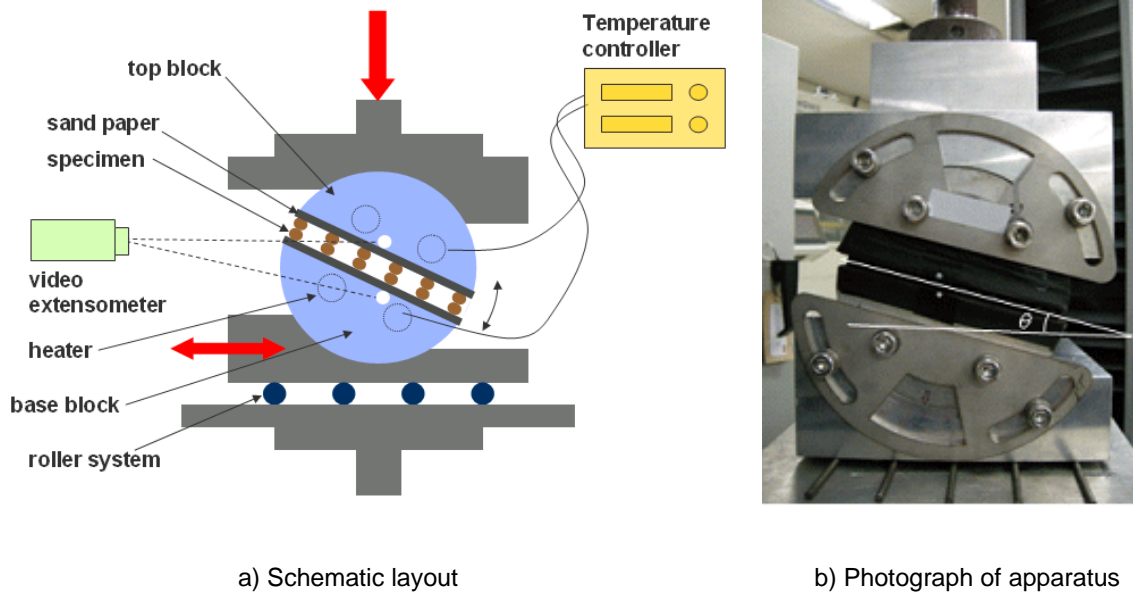 Temperature
controller
top block
sand paper
specimen
video
extensometer
heater
base block
roller system
θ
a) Schematic layout
b) Photograph of apparatus